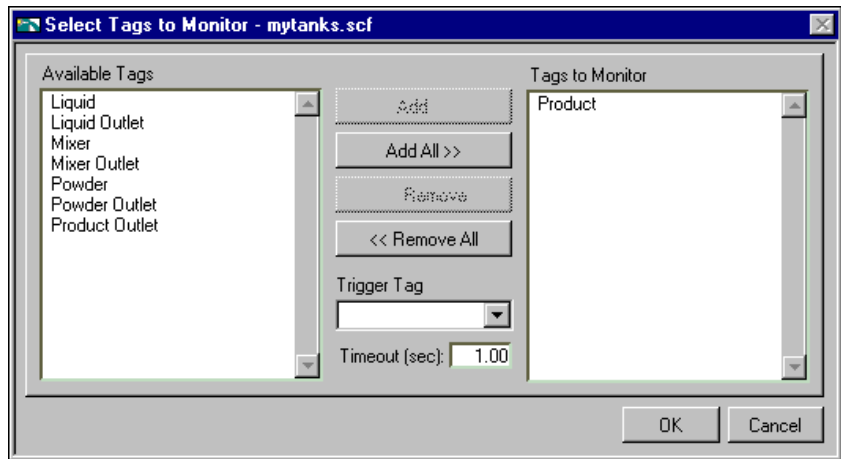 Select Tags to Monitor - mytanks.scf
Available Tags
Liquid
Liquid Outlet
Mixer
Mixer Outlet
Powder
Powder Outlet
Product Outlet
Add
Add All >>
Remove
<< Remove All
Trigger Tag
Timeout (sec): 1.00
Tags to Monitor
Product
OK
Cancel